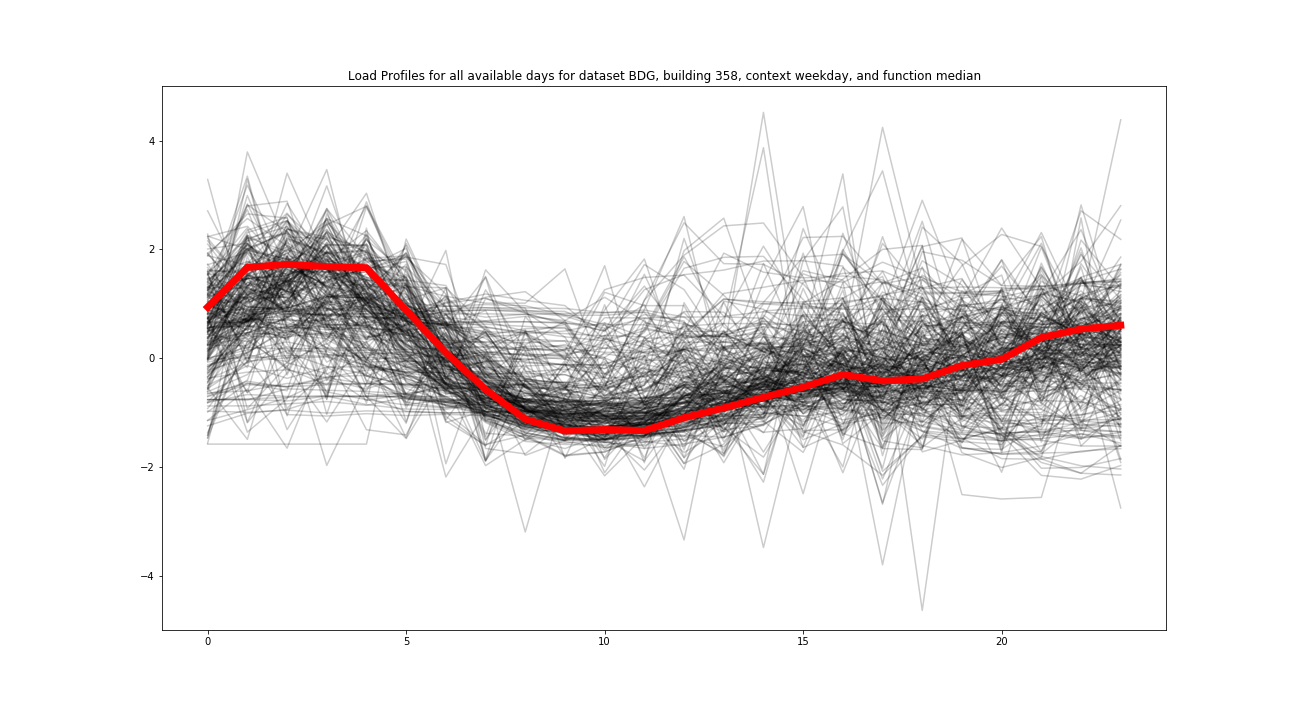 Load Profiles for all available days for dataset BDG, building 358, context weekday, and function median
4
2
0
−2
−4
0 5 10 15 20